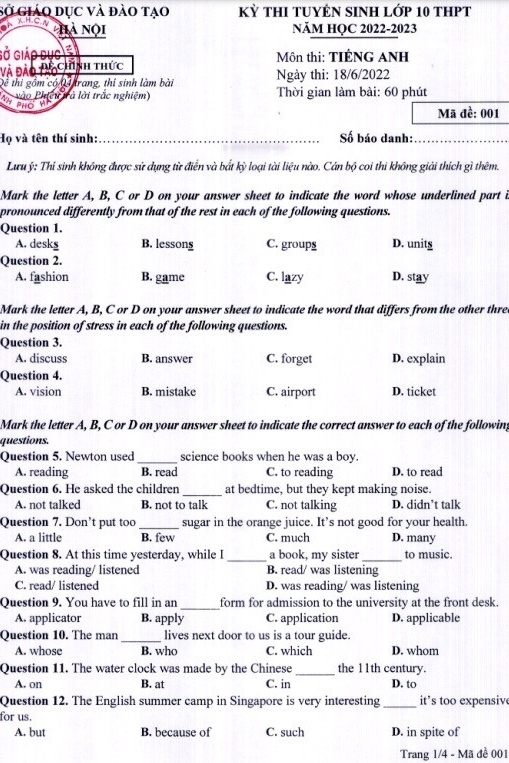 SỞ GIÁO DỤC VÀ ĐÀO TẠO
HÀ NỘI
KỲ THI TUYỂN SINH LỚP 10 THPT
NĂM HỌC 2022-2023
ĐỀ CHÍNH THỨC
Môn thi: TIẾNG ANH
Ngày thi: 18/6/2022
Thời gian làm bài: 60 phút
(Đề thi gồm có 04 trang, thí sinh làm bài
vào Phiếu trả lời trắc nghiệm)
Mã đề: 001
Họ và tên thí sinh:................................................ Số báo danh:........................
Lưu ý: Thí sinh không được sử dụng từ điển và bất kỳ loại tài liệu nào. Cán bộ coi thi không giải thích gì thêm.
Mark the letter A, B, C or D on your answer sheet to indicate the word whose underlined part i
pronounced differently from that of the rest in each of the following questions.
Question 1.
A. desks B. lessons C. groups D. units
Question 2.
A. fashion B. game C. lazy D. stay
Mark the letter A, B, C or D on your answer sheet to indicate the word that differs from the other three
in the position of stress in each of the following questions.
Question 3.
A. discuss B. answer C. forget D. explain
Question 4.
A. vision B. mistake C. airport D. ticket
Mark the letter A, B, C or D on your answer sheet to indicate the correct answer to each of the following
questions.
Question 5. Newton used ______ science books when he was a boy.
A. reading B. read C. to reading D. to read
Question 6. He asked the children ______ at bedtime, but they kept making noise.
A. not talked B. not to talk C. not talking D. didn't talk
Question 7. Don't put too ______ sugar in the orange juice. It's not good for your health.
A. a little B. few C. much D. many
Question 8. At this time yesterday, while I ______ a book, my sister ______ to music.
A. was reading/ listened B. read/ was listening
C. read/ listened D. was reading/ was listening
Question 9. You have to fill in an ______form for admission to the university at the front desk.
A. applicator B. apply C. application D. applicable
Question 10. The man ______ lives next door to us is a tour guide.
A. whose B. who C. which D. whom
Question 11. The water clock was made by the Chinese ______ the 11th century.
A. on B. at C. in D. to
Question 12. The English summer camp in Singapore is very interesting ______ it's too expensive
for us.
A. but B. because of C. such D. in spite of
Trang 1/4 - Mã đề 001